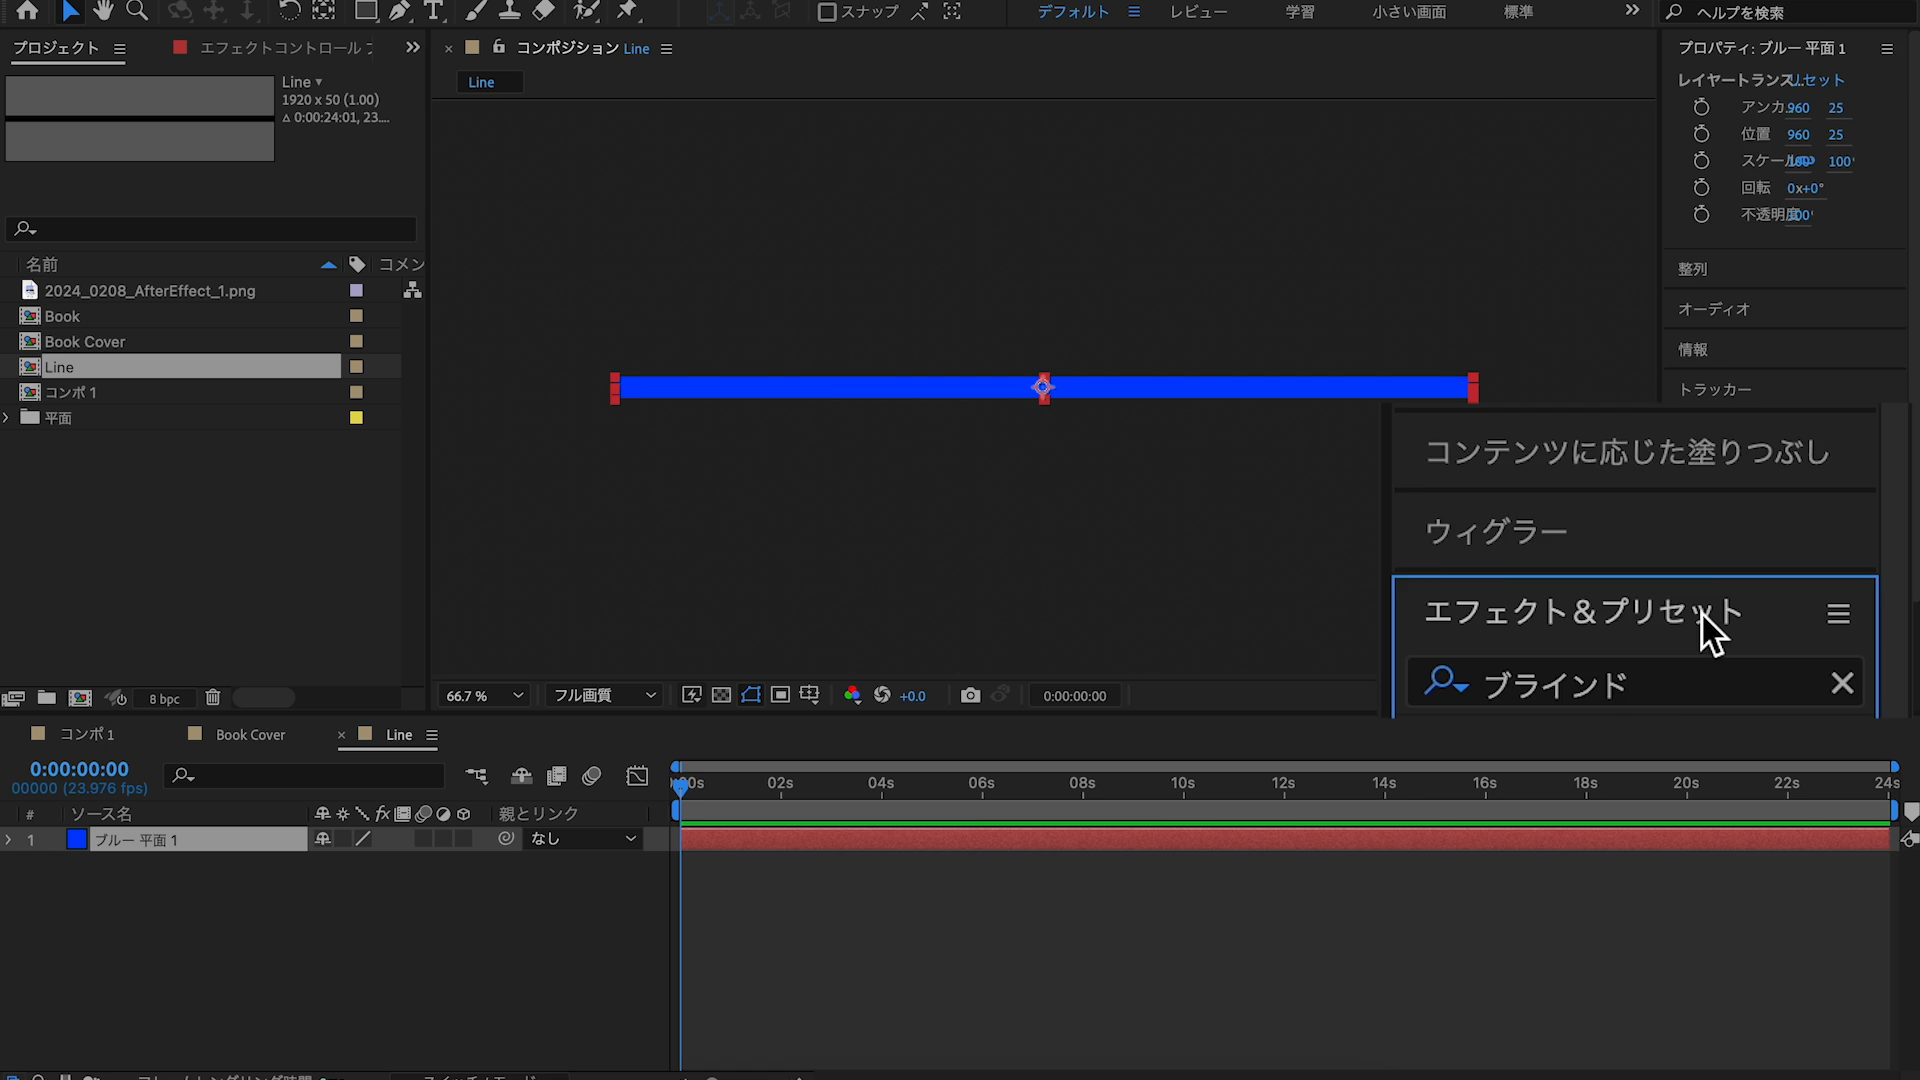 スナップ
デフォルト
レビュー
学習
小さい画面
標準
ヘルプを検索
プロジェクト
エフェクトコントロール
コンポジション Line
Line
Line
1920 x 50 (1.00)
Δ 0:00:24:01, 23....
プロパティ: ブルー 平面 1
レイヤートランス...
リセット
アンカ... 960 25
位置 960 25
スケール 100 100
回転 0x+0°
不透明度 100
整列
オーディオ
情報
トラッカー
コンテンツに応じた塗りつぶし
ウィグラー
エフェクト＆プリセット
ブラインド
名前
コメン
2024_0208_AfterEffect_1.png
Book
Book Cover
Line
コンポ 1
平面
8 bpc
66.7 %
フル画質
+0.0
0:00:00:00
コンポ 1
Book Cover
Line
0:00:00:00
00000 (23.976 fps)
:00s 02s 04s 06s 08s 10s 12s 14s 16s 18s 20s 22s 24s
# ソース名
fx
親とリンク
1 ブルー 平面 1
なし